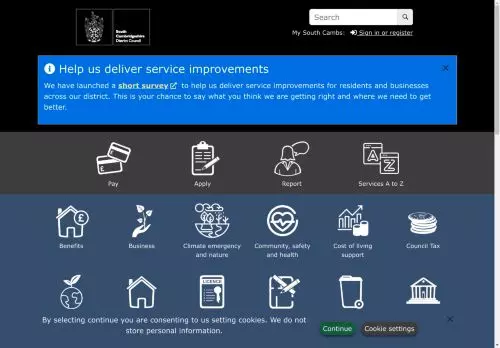 South
Cambridgeshire
District Council
Search
My South Cambs: Sign in or register
Help us deliver service improvements
We have launched a short survey to help us deliver service improvements for residents and businesses
across our district. This is your chance to say what you think we are getting right and where we need to get
better.
Pay
Apply
Report
A
Z
Services A to Z
Benefits
Business
Climate emergency
and nature
Community, safety
and health
Cost of living
support
Council Tax
LICENCE
By selecting continue you are consenting to us setting cookies. We do not
store personal information.
Continue
Cookie settings